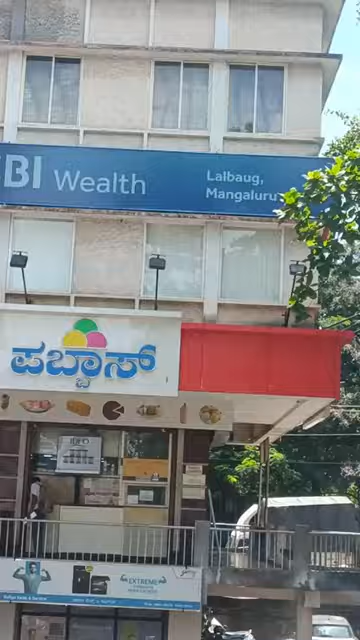 BI Wealth
Lalbaug,
Mangaluru
ಪಬ್ಬಾಸ್
EXTREME